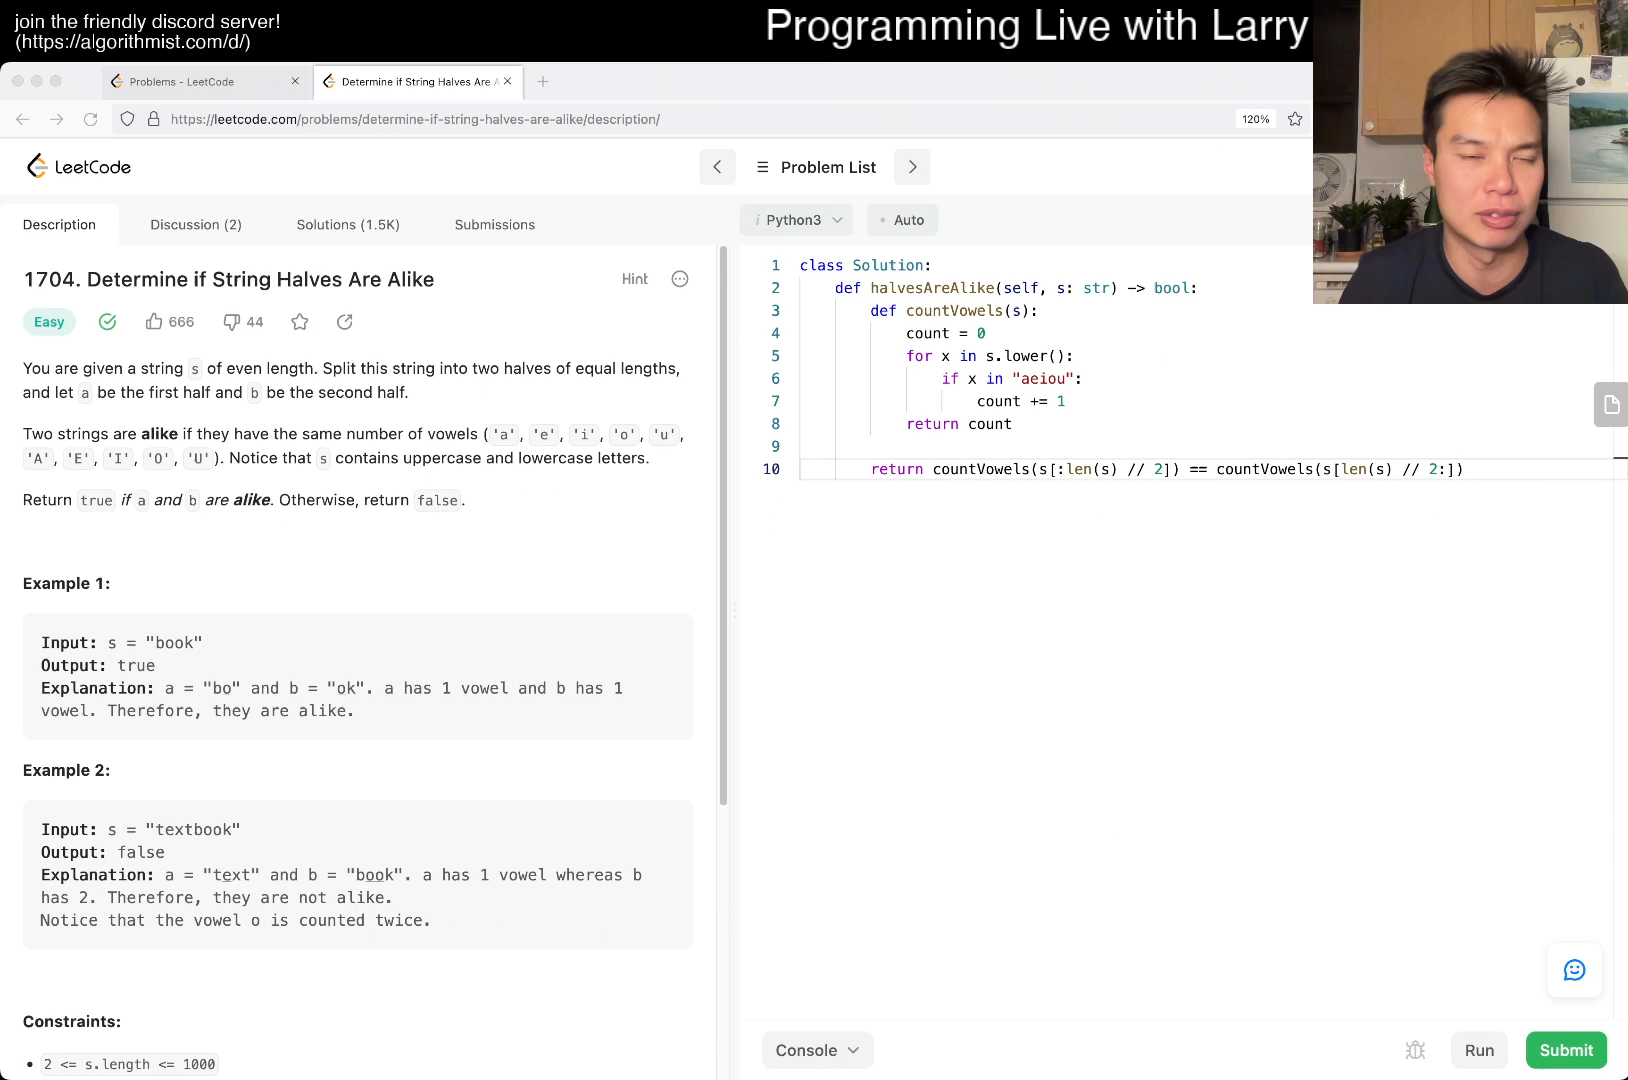 join the friendly discord server!
(https://algorithmist.com/d/)
Programming Live with Larry
Problems - LeetCode
Determine if String Halves Are A
https://leetcode.com/problems/determine-if-string-halves-are-alike/description/
120%
LeetCode
Problem List
Description
Discussion (2)
Solutions (1.5K)
Submissions
i Python3
Auto
1704. Determine if String Halves Are Alike
Hint
Easy
666
44
You are given a string s of even length. Split this string into two halves of equal lengths,
and let a be the first half and b be the second half.
Two strings are alike if they have the same number of vowels ('a', 'e', 'i', 'o', 'u',
'A', 'E', 'I', 'O', 'U'). Notice that s contains uppercase and lowercase letters.
Return true if a and b are alike. Otherwise, return false.
Example 1:
Input: s = "book"
Output: true
Explanation: a = "bo" and b = "ok". a has 1 vowel and b has 1
vowel. Therefore, they are alike.
Example 2:
Input: s = "textbook"
Output: false
Explanation: a = "text" and b = "book". a has 1 vowel whereas b
has 2. Therefore, they are not alike.
Notice that the vowel o is counted twice.
Constraints:
• 2 <= s.length <= 1000
1 class Solution:
2 def halvesAreAlike(self, s: str) -> bool:
3 def countVowels(s):
4 count = 0
5 for x in s.lower():
6 if x in "aeiou":
7 count += 1
8 return count
9
10 return countVowels(s[:len(s) // 2]) == countVowels(s[len(s) // 2:])
Console
Run
Submit